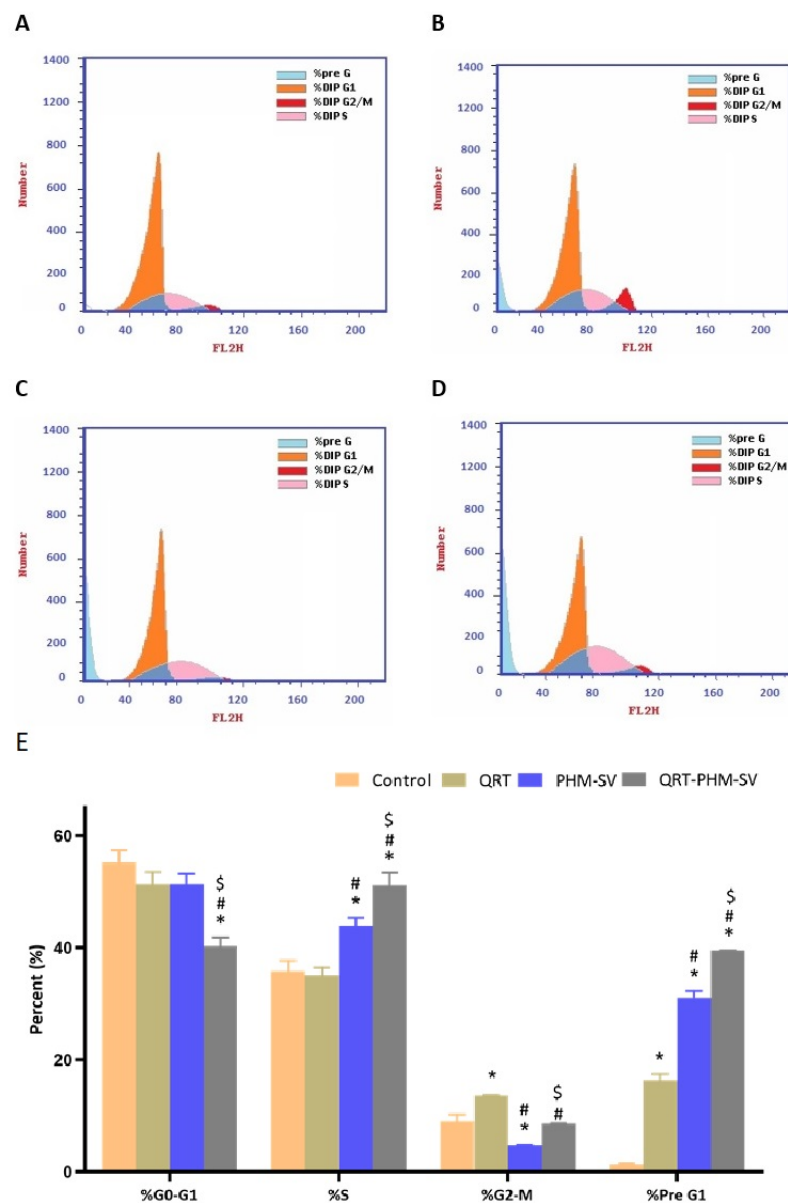 A
1400
1200
800
600
400
200
0
Number
%pre G
%DIP G1
%DIP G2/M
%DIP S
0 40 80 120 160 200
FL2H
B
1400
1200
800
600
400
200
0
Number
%pre G
%DIP G1
%DIP G2/M
%DIP S
0 40 80 120 160 200
FL2H
C
1400
1200
1000
800
600
400
200
0
Number
%pre G
%DIP G1
%DIP G2/M
%DIP S
0 40 80 120 160 200
FL2H
D
1400
1200
1000
800
600
400
200
0
Number
%pre G
%DIP G1
%DIP G2/M
%DIP S
0 40 80 120 160 200
FL2H
E
Control QRT PHM-SV QRT-PHM-SV
60
40
20
0
Percent (%)
$
#
*
#
*
$
#
*
*
#
*
$
#
*
#
*
$
#
*
%G0-G1 %S %G2-M %Pre G1